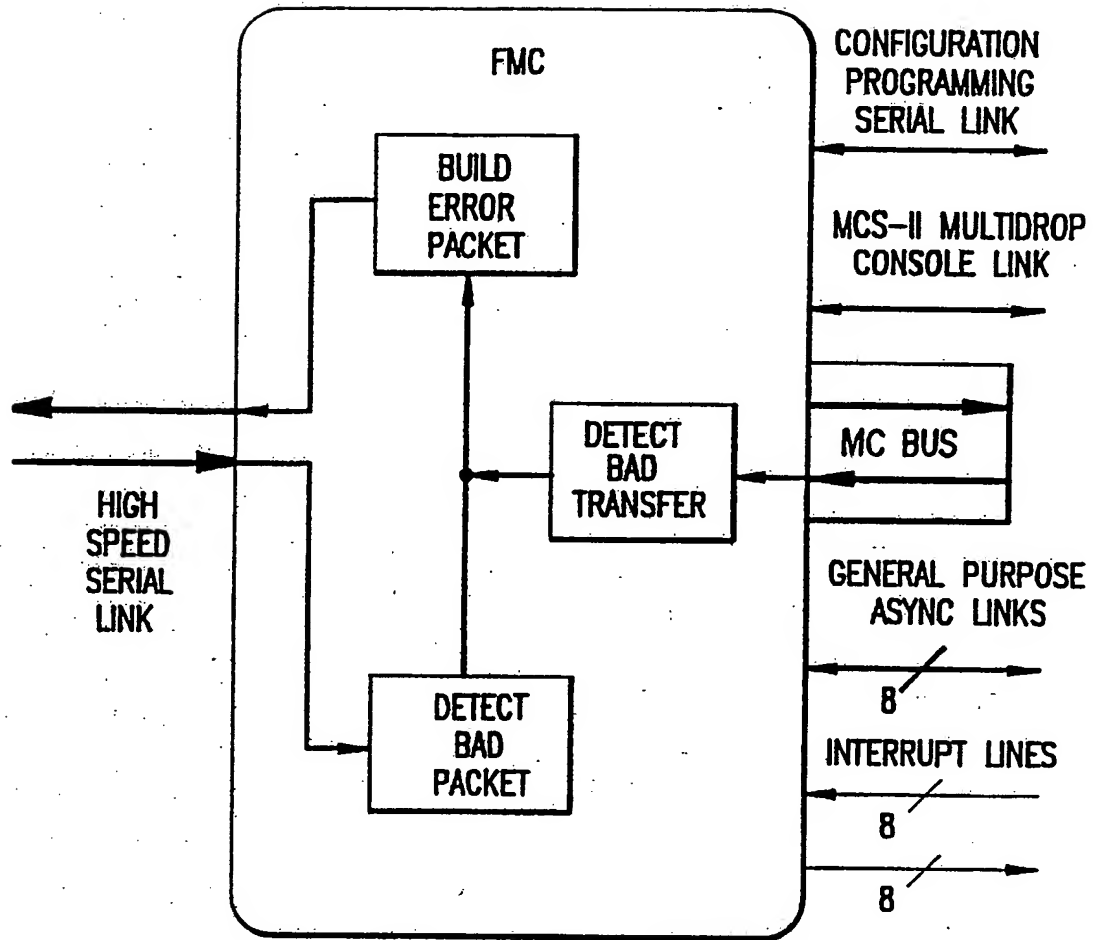 FMC
BUILD
ERROR
PACKET
DETECT
BAD
TRANSFER
DETECT
BAD
PACKET
HIGH
SPEED
SERIAL
LINK
CONFIGURATION
PROGRAMMING
SERIAL LINK
MCS-II MULTIDROP
CONSOLE LINK
MC BUS
GENERAL PURPOSE
ASYNC LINKS
8
INTERRUPT LINES
8
8